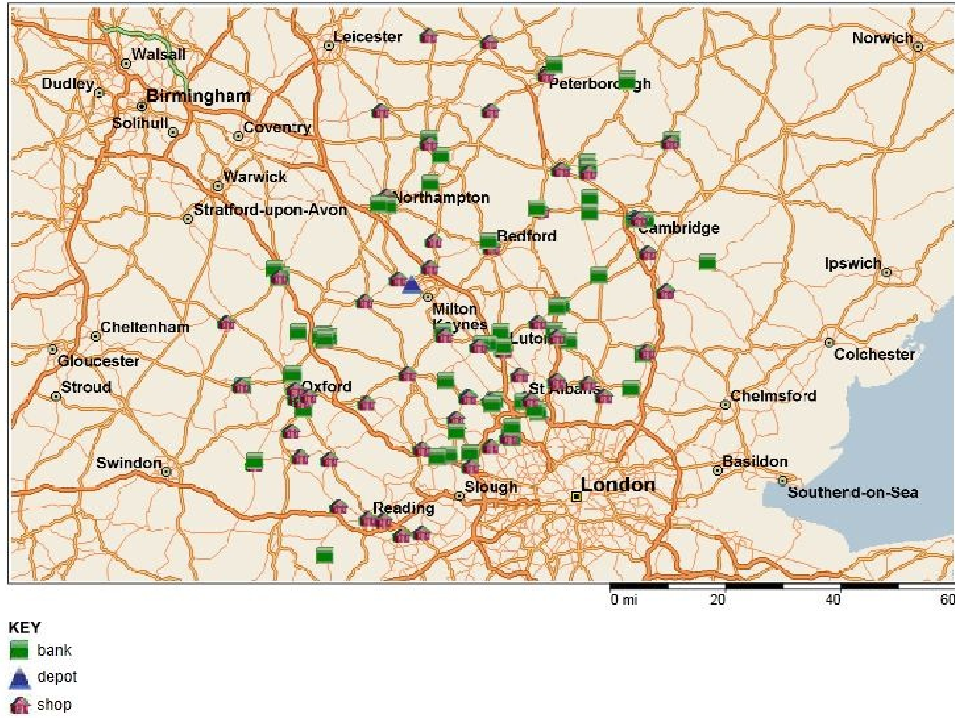 Leicester
Norwich
Walsall
Dudley
Peterborough
Birmingham
Solihull
Coventry
Warwick
Northampton
Stratford-upon-Avon
Cambridge
Bedford
Ipswich
Milton
Keynes
Cheltenham
Luton
Colchester
Gloucester
Stroud
Oxford
St Albans
Chelmsford
Swindon
Basildon
Slough
London
Southend-on-Sea
Reading
0 mi 20 40 60
KEY
bank
depot
shop